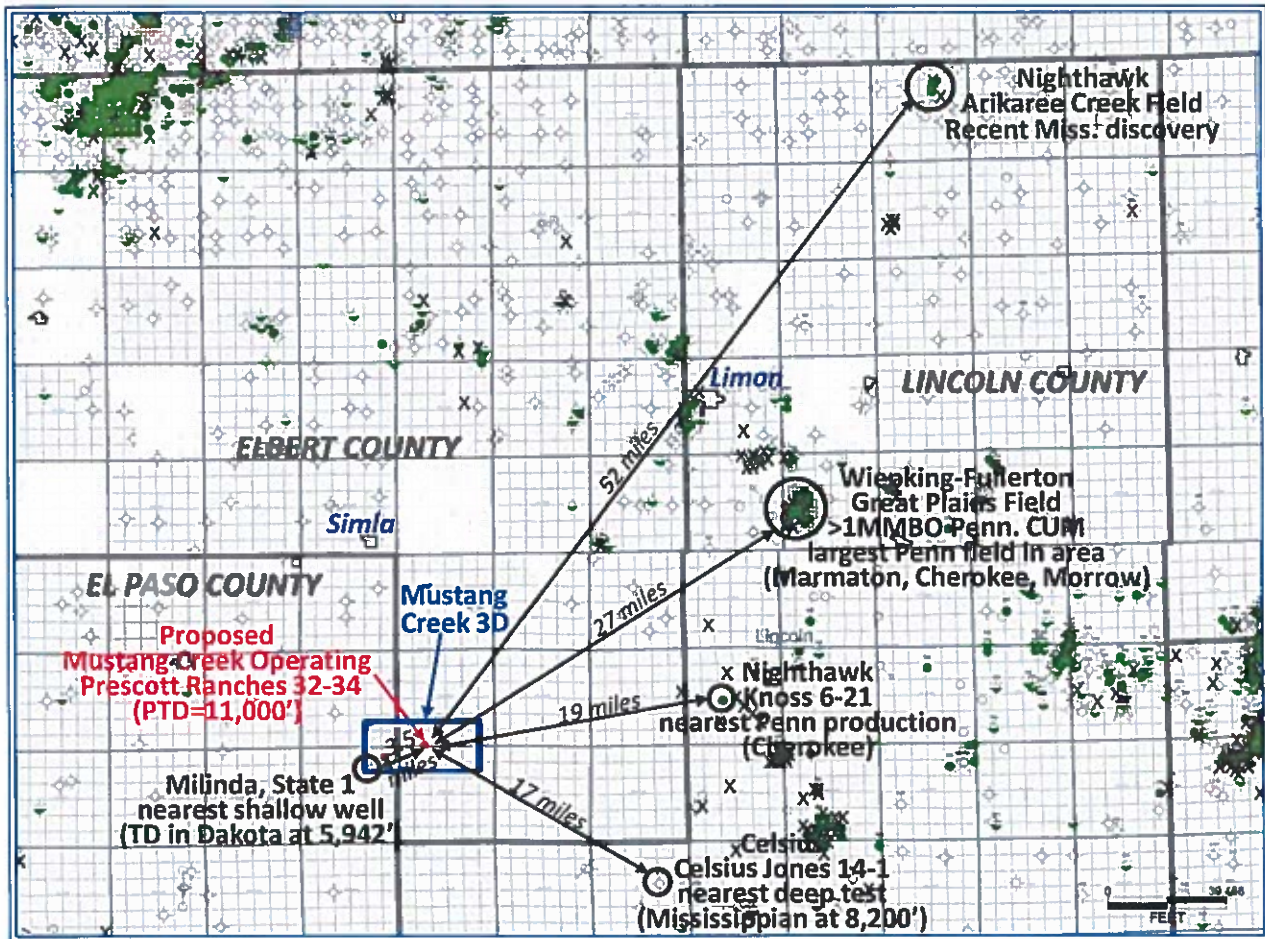 Nighthawk
Arikaree Creek Field
Recent Miss. discovery
Limon
LINCOLN COUNTY
ELBERT COUNTY
52 miles
Wiepking-Fullerton
Great Plains Field
>1MMBO Penn. CUM
largest Penn field in area
(Marmaton, Cherokee, Morrow)
Simla
EL PASO COUNTY
Mustang
Creek 3D
27 miles
Proposed
Mustang Creek Operating
Prescott Ranches 32-34
(PTD=11,000')
Lincoln
Nighthawk
Knoss 6-21
nearest Penn production
(Cherokee)
19 miles
3.5
miles
Milinda, State 1
nearest shallow well
(TD in Dakota at 5,942')
17 miles
Celsius
Celsius Jones 14-1
nearest deep test
(Mississippian at 8,200')
0
FEET